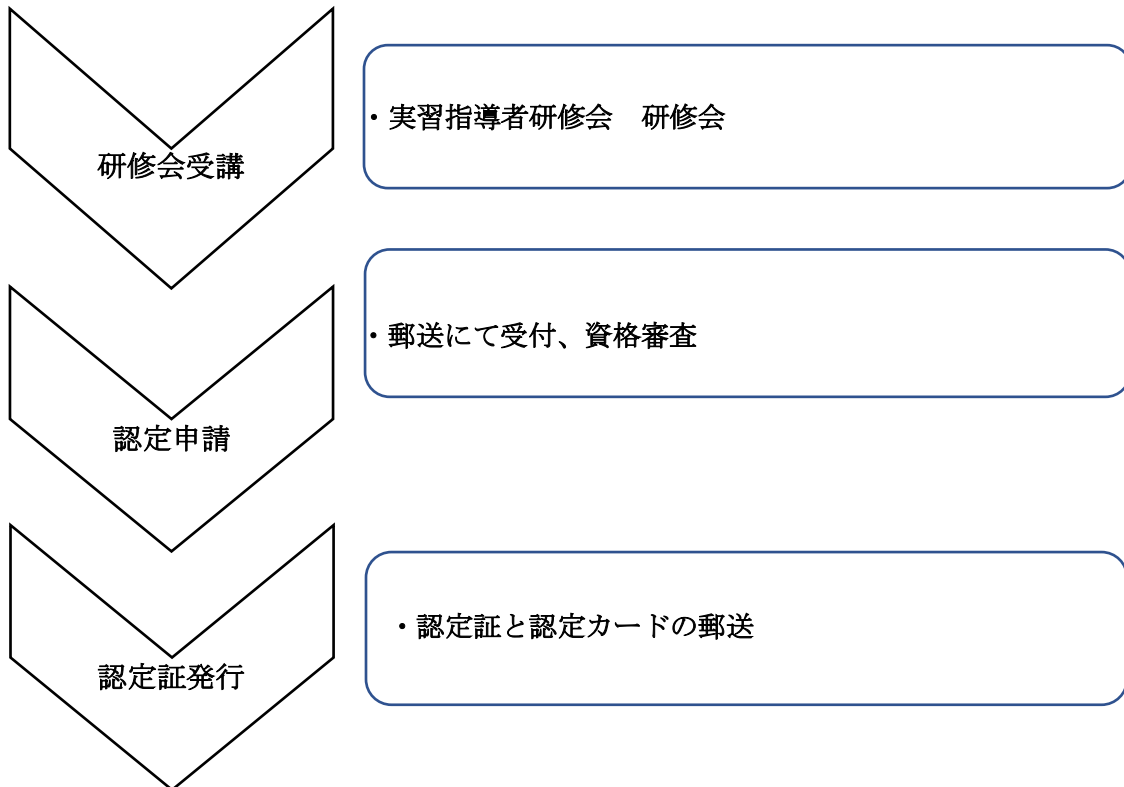 研修会受講
・実習指導者研修会　研修会
認定申請
・郵送にて受付、資格審査
認定証発行
・認定証と認定カードの郵送